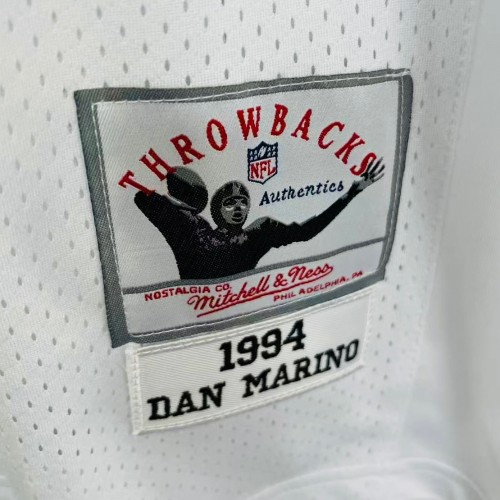 THROWBACKS
NFL
Authentics
NOSTALGIA CO.
Mitchell & Ness
PHILADELPHIA, PA
1994
DAN MARINO